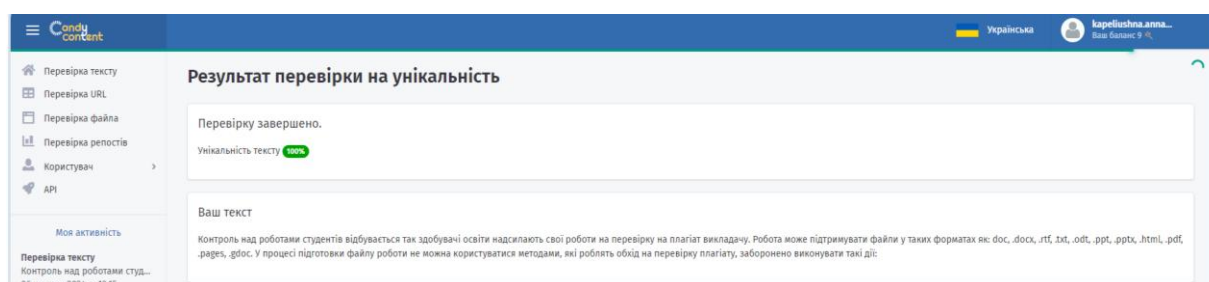 Candy content
Українська
kapeliushna.anna...
Ваш баланс 9
Перевірка тексту
Перевірка URL
Перевірка файла
Перевірка репостів
Користувач
API
Моя активність
Перевірка тексту
Контроль над роботами студ...
Результат перевірки на унікальність
Перевірку завершено.
Унікальність тексту 100%
Ваш текст
Контроль над роботами студентів відбувається так здобувачі освіти надсилають свої роботи на перевірку на плагіат викладачу. Робота може підтримувати файли у таких форматах як: doc, .docx, .rtf, .txt, .odt, .ppt, .pptx, .html, .pdf,
.pages, .gdoc. У процесі підготовки файлу роботи не можна користуватися методами, які роблять обхід на перевірку плагіату, заборонено виконувати такі дії: